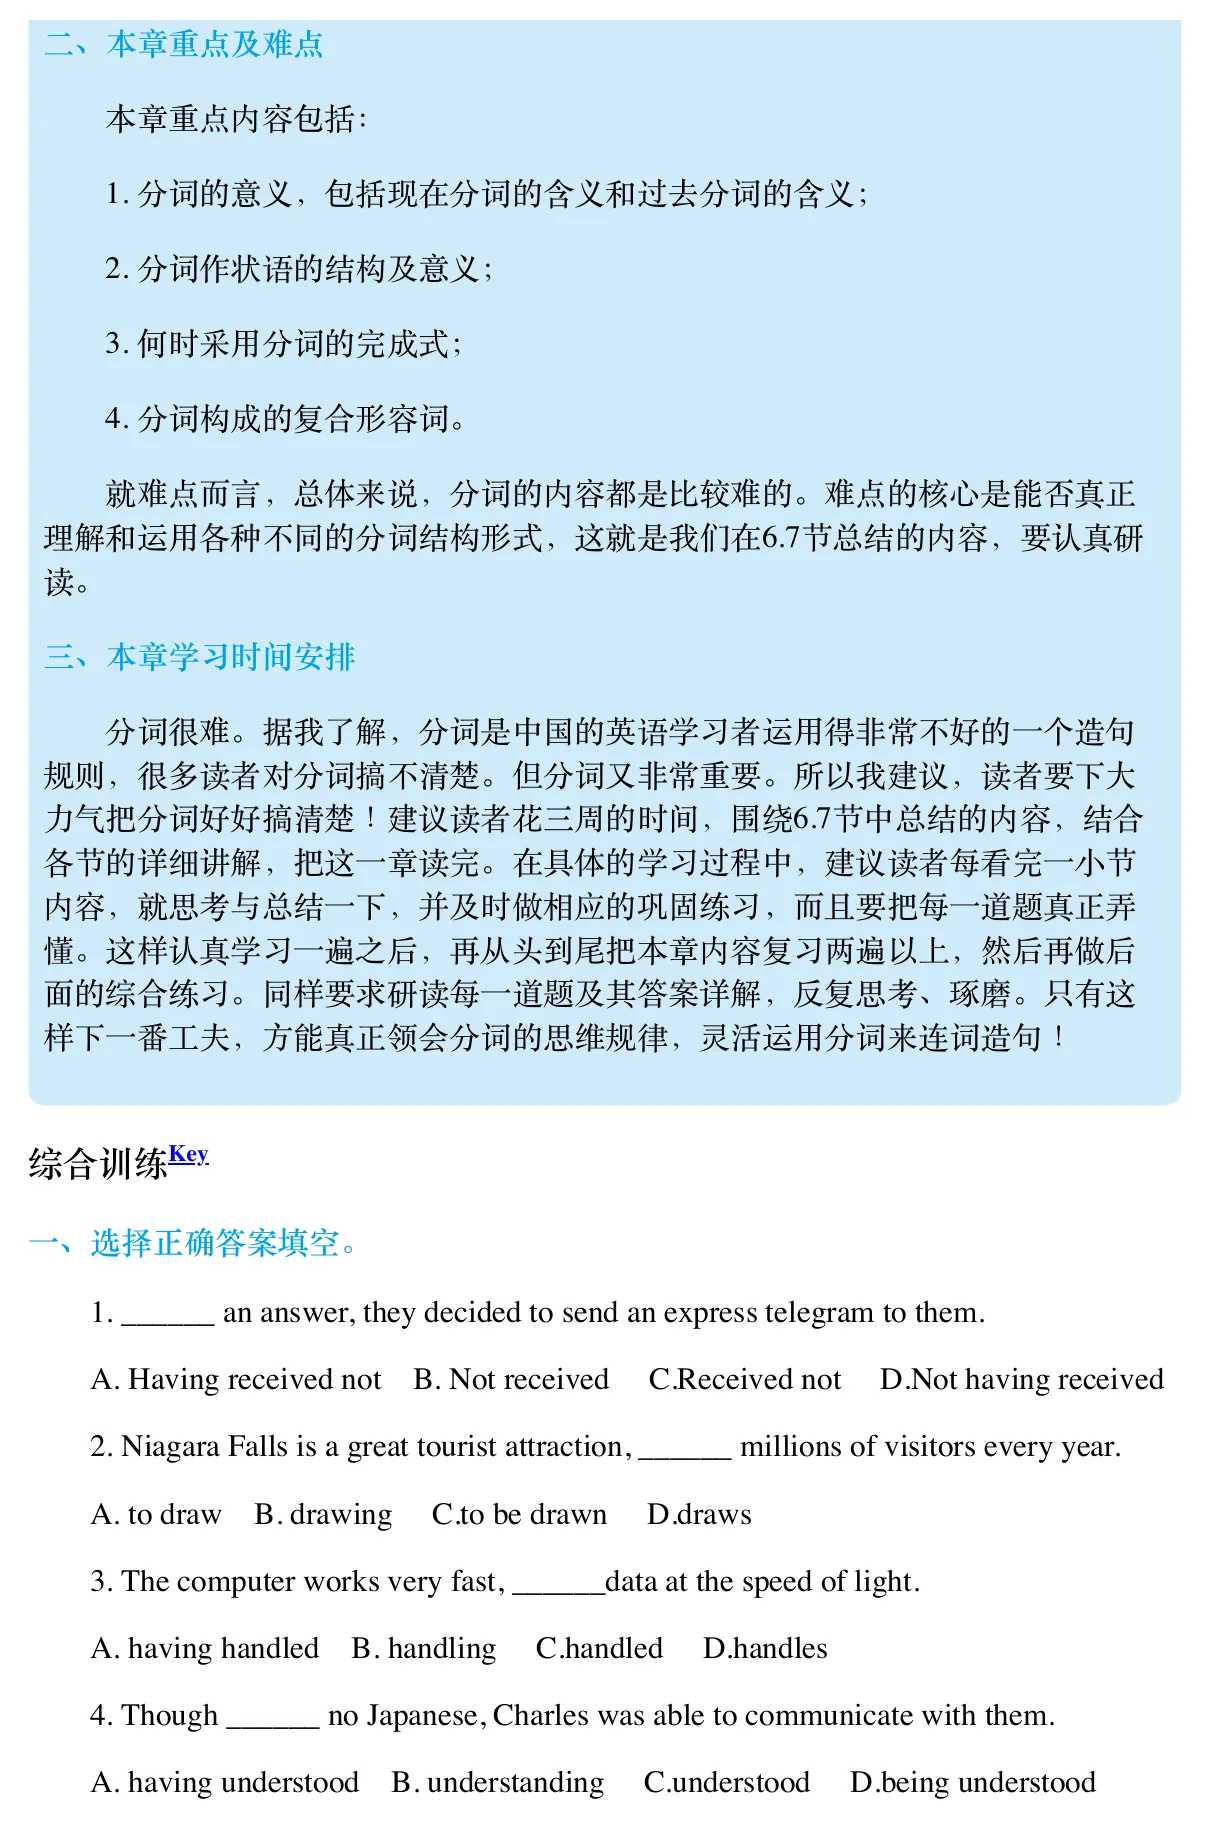 二、本章重点及难点
本章重点内容包括：
1. 分词的意义，包括现在分词的含义和过去分词的含义；
2. 分词作状语的结构及意义；
3. 何时采用分词的完成式；
4. 分词构成的复合形容词。
就难点而言，总体来说，分词的内容都是比较难的。难点的核心是能否真正
理解和运用各种不同的分词结构形式，这就是我们在6.7节总结的内容，要认真研
读。
三、本章学习时间安排
分词很难。据我了解，分词是中国的英语学习者运用得非常不好的一个造句
规则，很多读者对分词搞不清楚。但分词又非常重要。所以我建议，读者要下大
力气把分词好好搞清楚！建议读者花三周的时间，围绕6.7节中总结的内容，结合
各节的详细讲解，把这一章读完。在具体的学习过程中，建议读者每看完一小节
内容，就思考与总结一下，并及时做相应的巩固练习，而且要把每一道题真正弄
懂。这样认真学习一遍之后，再从头到尾把本章内容复习两遍以上，然后再做后
面的综合练习。同样要求研读每一道题及其答案详解，反复思考、琢磨。只有这
样下一番工夫，方能真正领会分词的思维规律，灵活运用分词来连词造句！
综合训练Key
一、选择正确答案填空。
1. ______ an answer, they decided to send an express telegram to them.
A. Having received not B. Not received C.Received not D.Not having received
2. Niagara Falls is a great tourist attraction, ______ millions of visitors every year.
A. to draw B. drawing C.to be drawn D.draws
3. The computer works very fast, ______data at the speed of light.
A. having handled B. handling C.handled D.handles
4. Though ______ no Japanese, Charles was able to communicate with them.
A. having understood B. understanding C.understood D.being understood